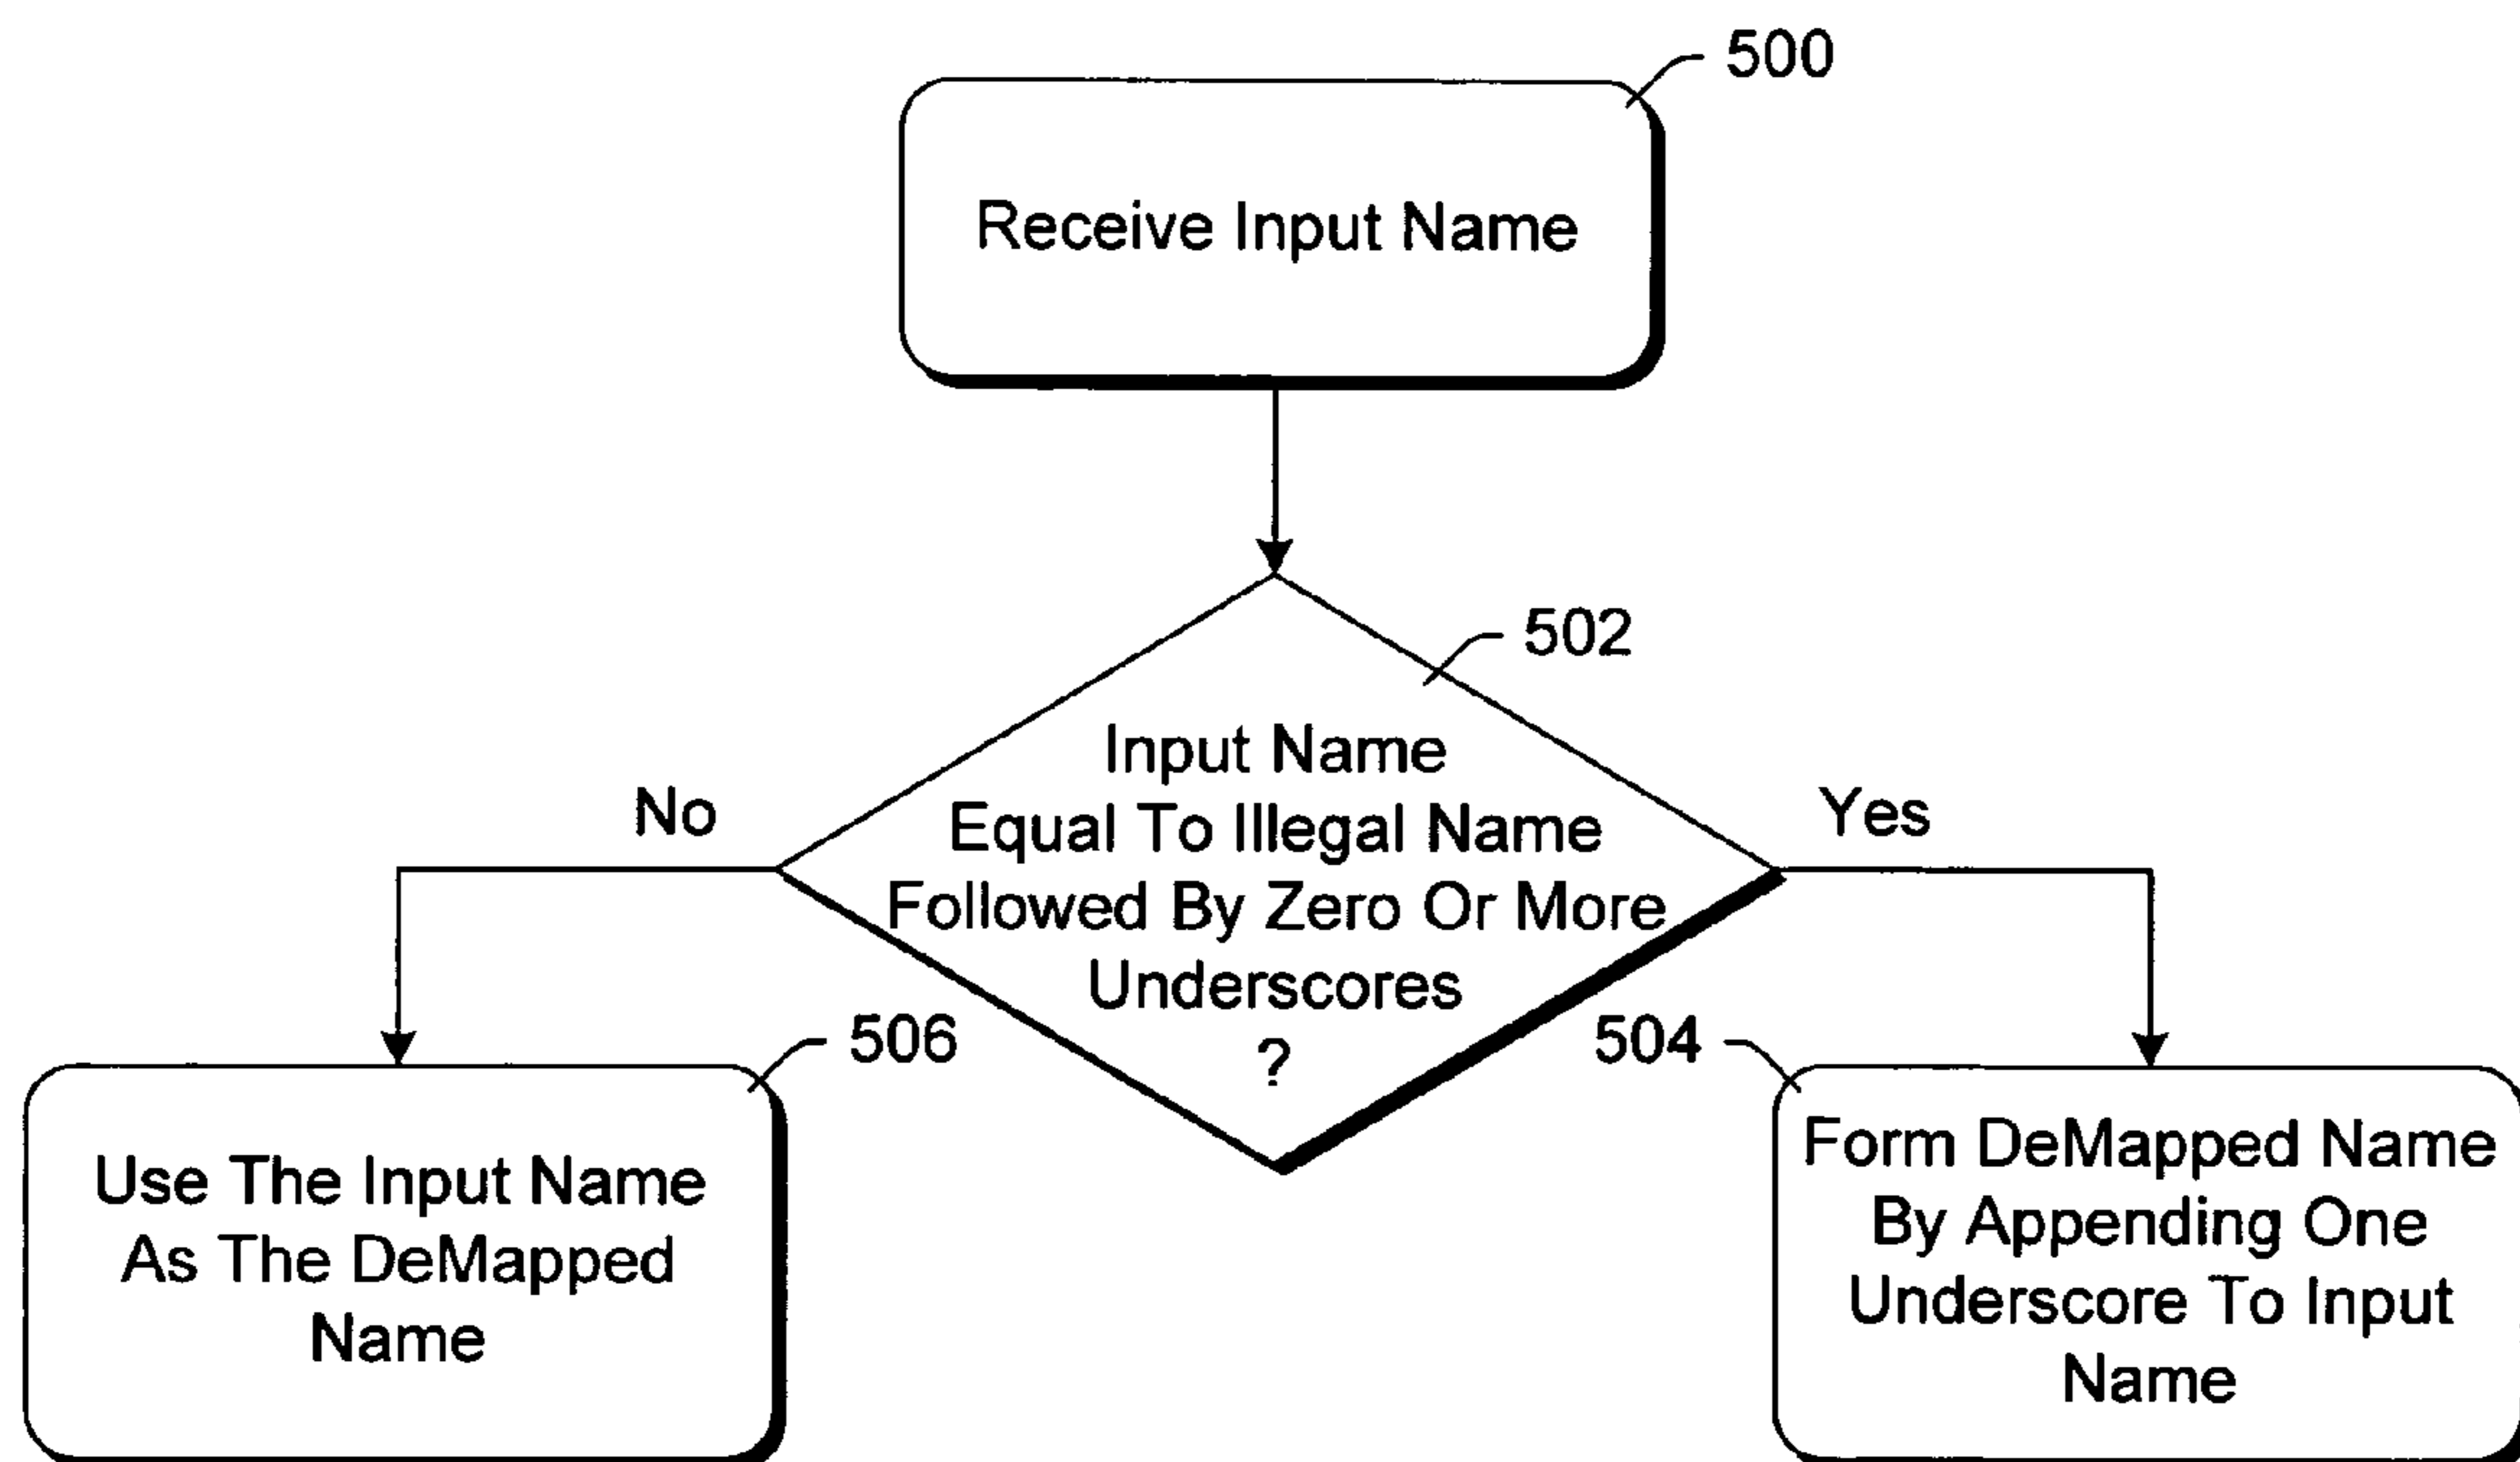 500
Receive Input Name
502
Input Name
Equal To Illegal Name
Followed By Zero Or More
Underscores
?
No
Yes
506
Use The Input Name
As The DeMapped
Name
504
Form DeMapped Name
By Appending One
Underscore To Input
Name